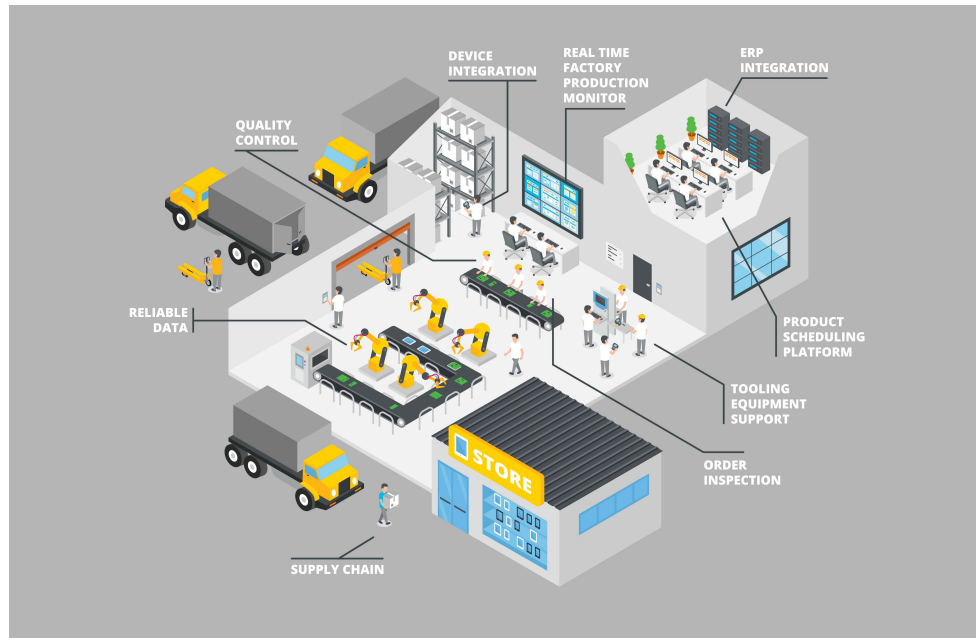 DEVICE
INTEGRATION
REAL TIME
FACTORY
PRODUCTION
MONITOR
ERP
INTEGRATION
QUALITY
CONTROL
RELIABLE
DATA
PRODUCT
SCHEDULING
PLATFORM
TOOLING
EQUIPMENT
SUPPORT
ORDER
INSPECTION
STORE
SUPPLY CHAIN